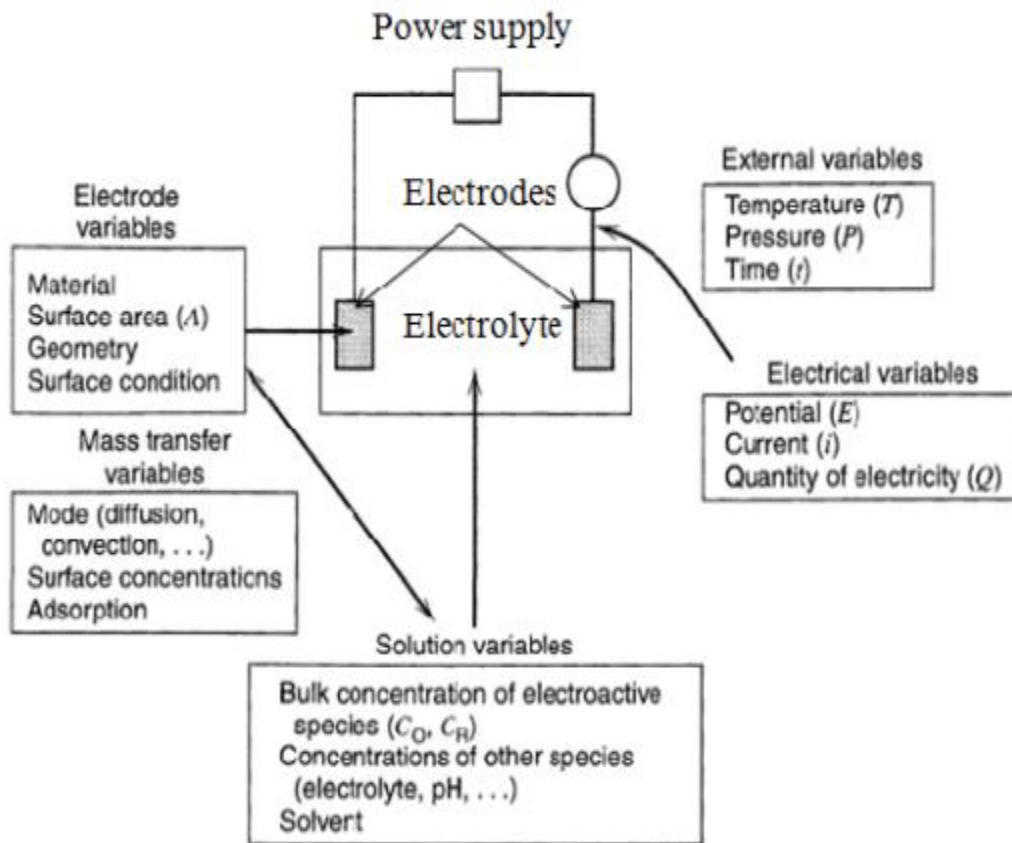 Power supply
Electrodes
Electrolyte
Electrode
variables
Material
Surface area (A)
Geometry
Surface condition
Mass transfer
variables
Mode (diffusion,
convection, . . .)
Surface concentrations
Adsorption
External variables
Temperature (T)
Pressure (P)
Time (t)
Electrical variables
Potential (E)
Current (i)
Quantity of electricity (Q)
Solution variables
Bulk concentration of electroactive
species (C_O, C_R)
Concentrations of other species
(electrolyte, pH, . . .)
Solvent